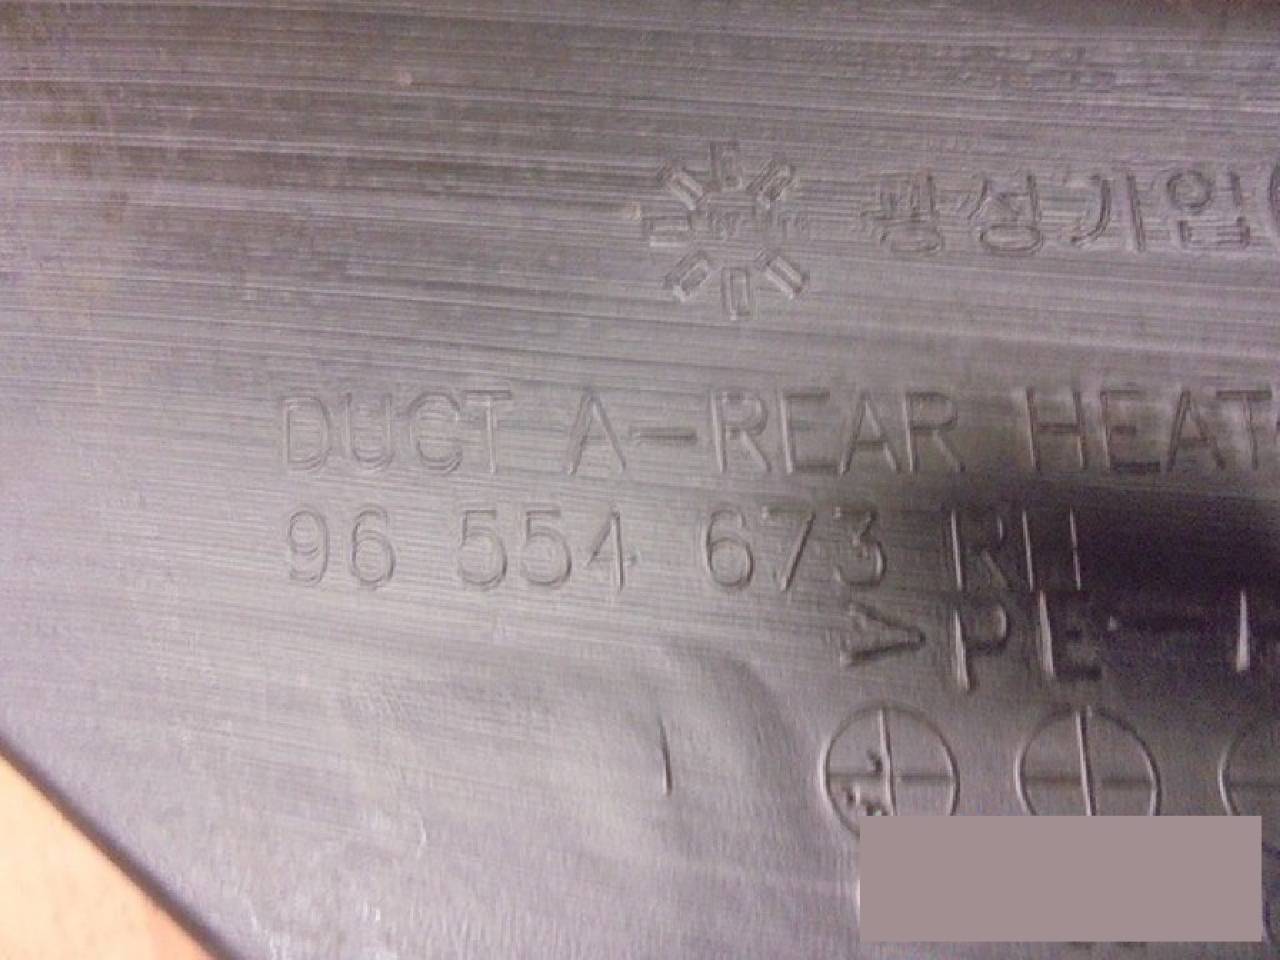 광성기업(
DUCT A-REAR HEAT
96 554 673 RH
>PE-